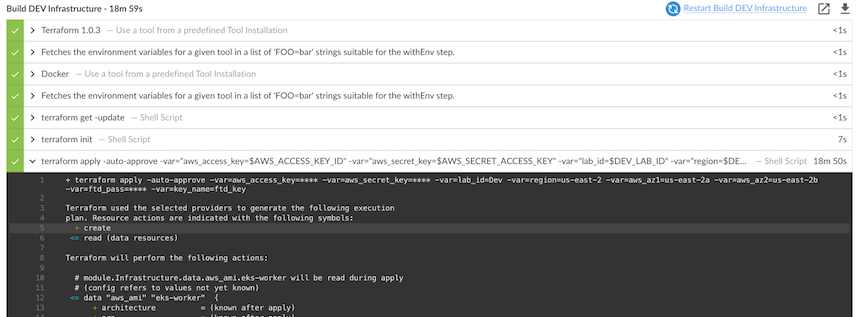 Build DEV Infrastructure - 18m 59s
Restart Build DEV Infrastructure
Terraform 1.0.3 — Use a tool from a predefined Tool Installation <1s
Fetches the environment variables for a given tool in a list of 'FOO=bar' strings suitable for the withEnv step. <1s
Docker — Use a tool from a predefined Tool Installation <1s
Fetches the environment variables for a given tool in a list of 'FOO=bar' strings suitable for the withEnv step. <1s
terraform get -update — Shell Script <1s
terraform init — Shell Script 7s
terraform apply -auto-approve -var="aws_access_key=$AWS_ACCESS_KEY_ID" -var="aws_secret_key=$AWS_SECRET_ACCESS_KEY" -var="lab_id=$DEV_LAB_ID" -var="region=$DE... — Shell Script 18m 50s
1 + terraform apply -auto-approve -var=aws_access_key=**** -var=aws_secret_key=**** -var=lab_id=Dev -var=region=us-east-2 -var=aws_az1=us-east-2a -var=aws_az2=us-east-2b
-var=ftd_pass=**** -var=key_name=ftd_key
2
3 Terraform used the selected providers to generate the following execution
4 plan. Resource actions are indicated with the following symbols:
5 + create
6 <= read (data resources)
7
8 Terraform will perform the following actions:
9
10 # module.Infrastructure.data.aws_ami.eks-worker will be read during apply
11 # (config refers to values not yet known)
12 <= data "aws_ami" "eks-worker" {
13 + architecture = (known after apply)